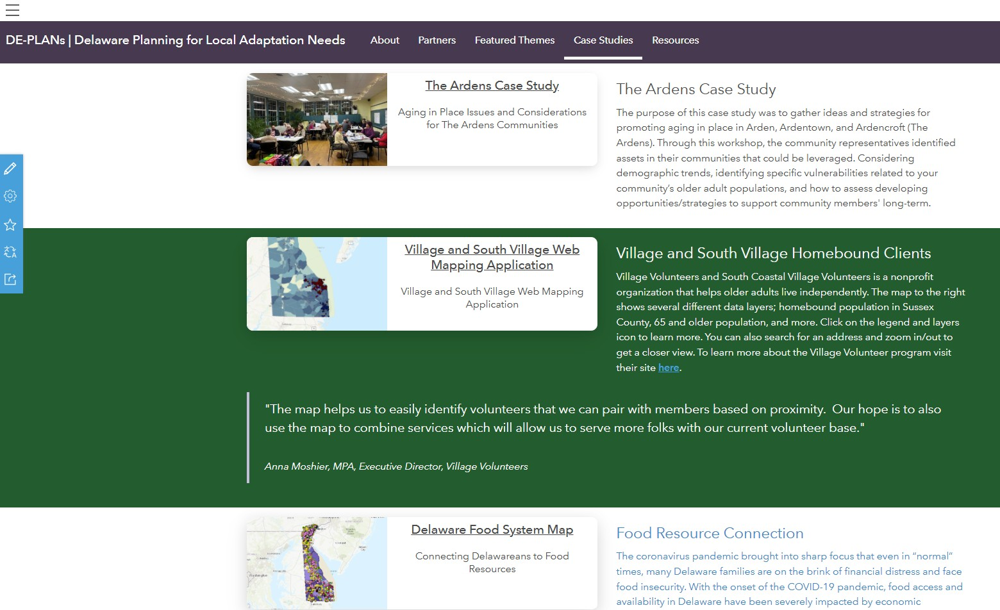 DE-PLANs | Delaware Planning for Local Adaptation Needs
About
Partners
Featured Themes
Case Studies
Resources
The Ardens Case Study
Aging in Place Issues and Considerations
for The Ardens Communities
The Ardens Case Study
The purpose of this case study was to gather ideas and strategies for
promoting aging in place in Arden, Ardentown, and Ardencroft (The
Ardens). Through this workshop, the community representatives identified
assets in their communities that could be leveraged. Considering
demographic trends, identifying specific vulnerabilities related to your
community's older adult populations, and how to assess developing
opportunities/strategies to support community members' long-term.
Village and South Village Web
Mapping Application
Village and South Village Web Mapping
Application
Village and South Village Homebound Clients
Village Volunteers and South Coastal Village Volunteers is a nonprofit
organization that helps older adults live independently. The map to the right
shows several different data layers; homebound population in Sussex
County, 65 and older population, and more. Click on the legend and layers
icon to learn more. You can also search for an address and zoom in/out to
get a closer view. To learn more about the Village Volunteer program visit
their site here.
"The map helps us to easily identify volunteers that we can pair with members based on proximity.  Our hope is to also
use the map to combine services which will allow us to serve more folks with our current volunteer base."
Anna Moshier, MPA, Executive Director, Village Volunteers
Delaware Food System Map
Connecting Delawareans to Food
Resources
Food Resource Connection
The coronavirus pandemic brought into sharp focus that even in “normal”
times, many Delaware families are on the brink of financial distress and face
food insecurity. With the onset of the COVID-19 pandemic, food access and
availability in Delaware have been severely impacted by economic